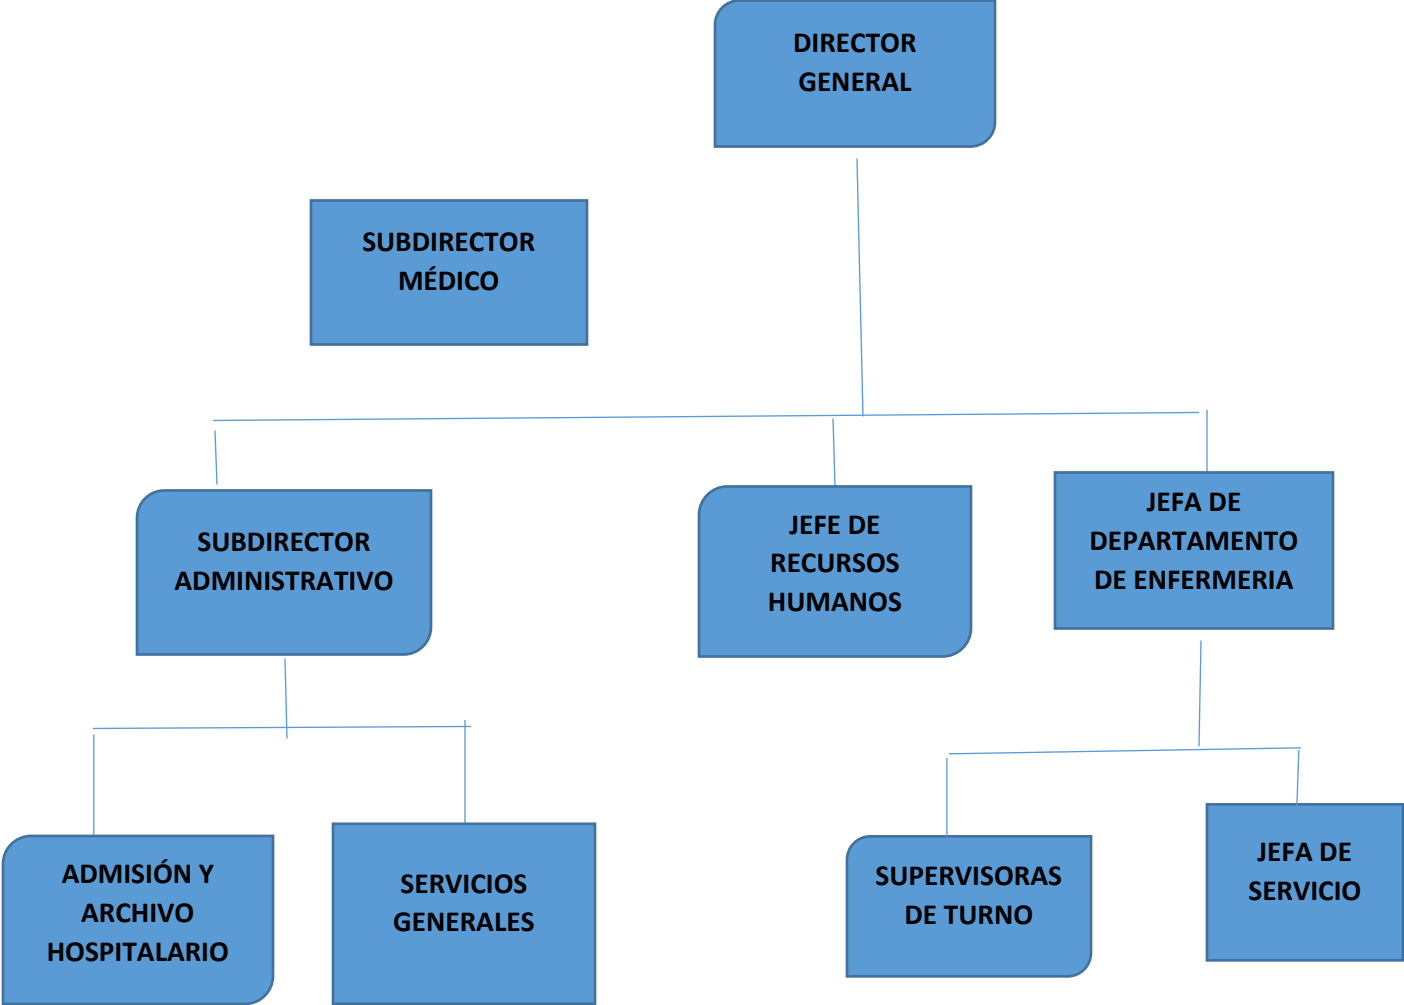 DIRECTOR
GENERAL
SUBDIRECTOR
MÉDICO
SUBDIRECTOR
ADMINISTRATIVO
JEFE DE
RECURSOS
HUMANOS
JEFA DE
DEPARTAMENTO
DE ENFERMERIA
ADMISIÓN Y
ARCHIVO
HOSPITALARIO
SERVICIOS
GENERALES
SUPERVISORAS
DE TURNO
JEFA DE
SERVICIO